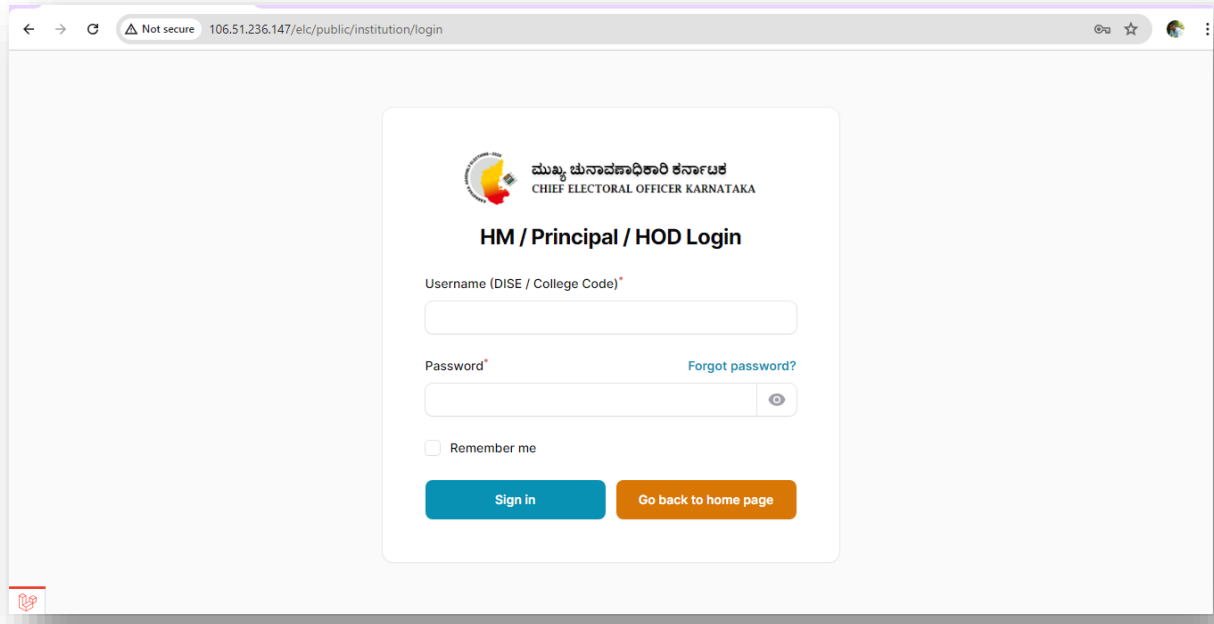 Not secure 106.51.236.147/elc/public/institution/login
ಮುಖ್ಯ ಚುನಾವಣಾಧಿಕಾರಿ ಕರ್ನಾಟಕ
CHIEF ELECTORAL OFFICER KARNATAKA
HM / Principal / HOD Login
Username (DISE / College Code)*
Password* Forgot password?
Remember me
Sign in Go back to home page